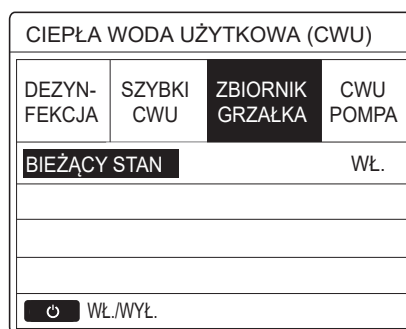 CIEPŁA WODA UŻYTKOWA (CWU)
DEZYN-
FEKCJA
SZYBKI
CWU
ZBIORNIK
GRZAŁKA
CWU
POMPA
BIEŻĄCY STAN WŁ.
WŁ./WYŁ.